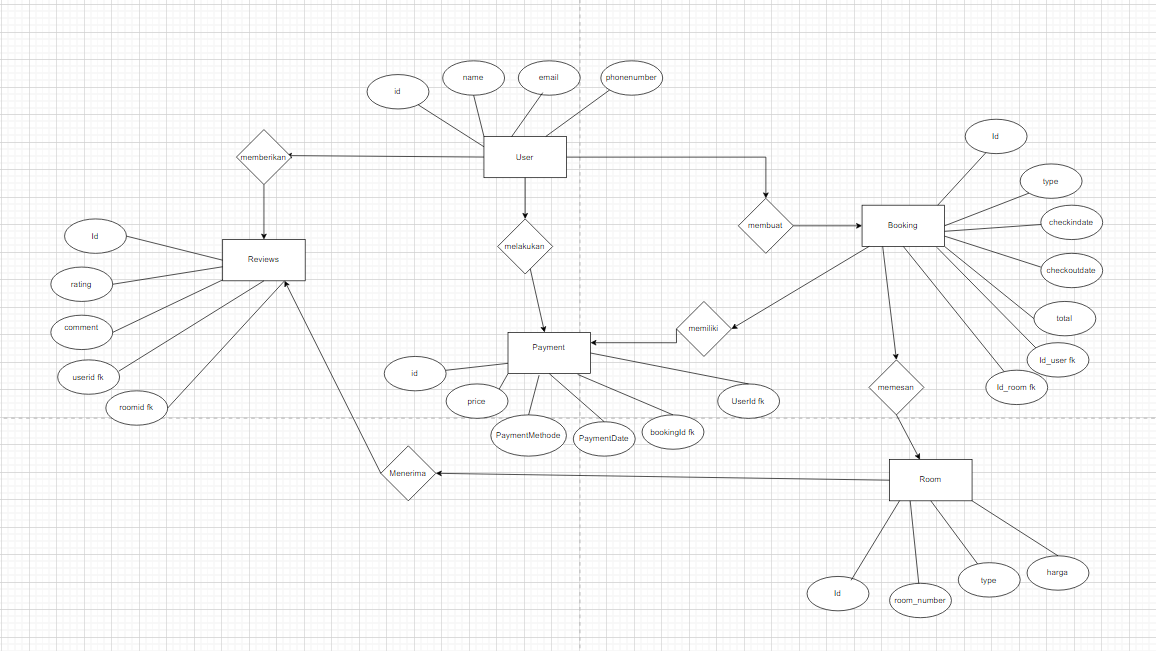 name
email
phonenumber
id
User
memberikan
Id
type
checkindate
checkoutdate
total
Id_user fk
Id_room fk
Booking
membuat
melakukan
Id
rating
comment
userid fk
roomid fk
Reviews
memiliki
Payment
id
price
PaymentMethode
PaymentDate
bookingId fk
UserId fk
memesan
Menerima
Room
Id
room_number
type
harga